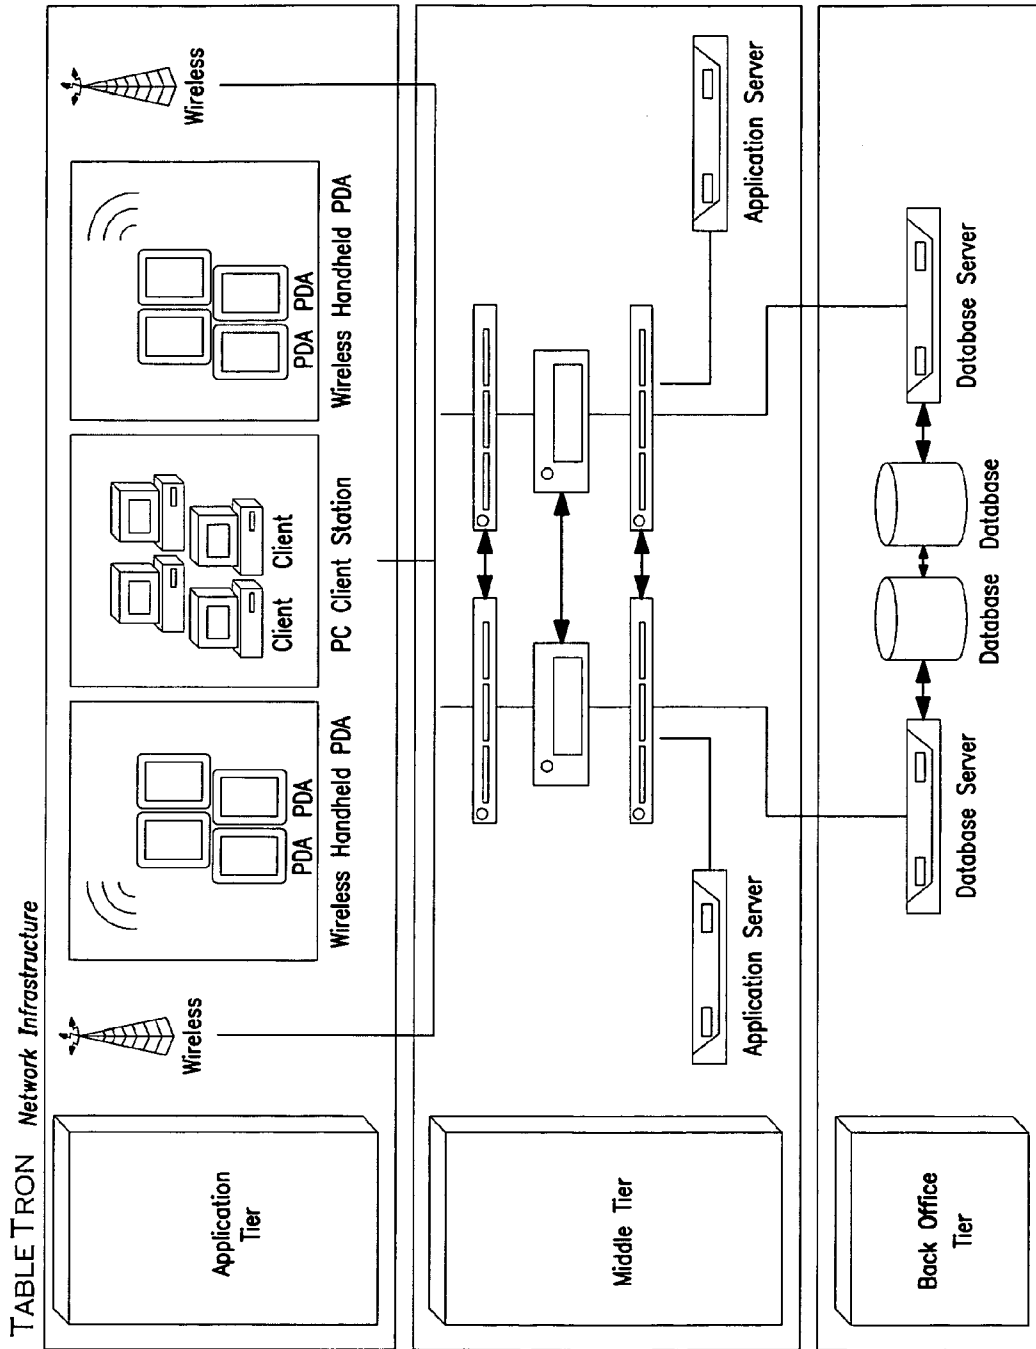 TABLETRON Network Infrastructure
Application
Tier
Wireless
PDA PDA
Wireless Handheld PDA
Client Client
PC Client Station
PDA PDA
Wireless Handheld PDA
Wireless
Middle Tier
Application Server
Application Server
Back Office
Tier
Database Server
Database
Database
Database Server